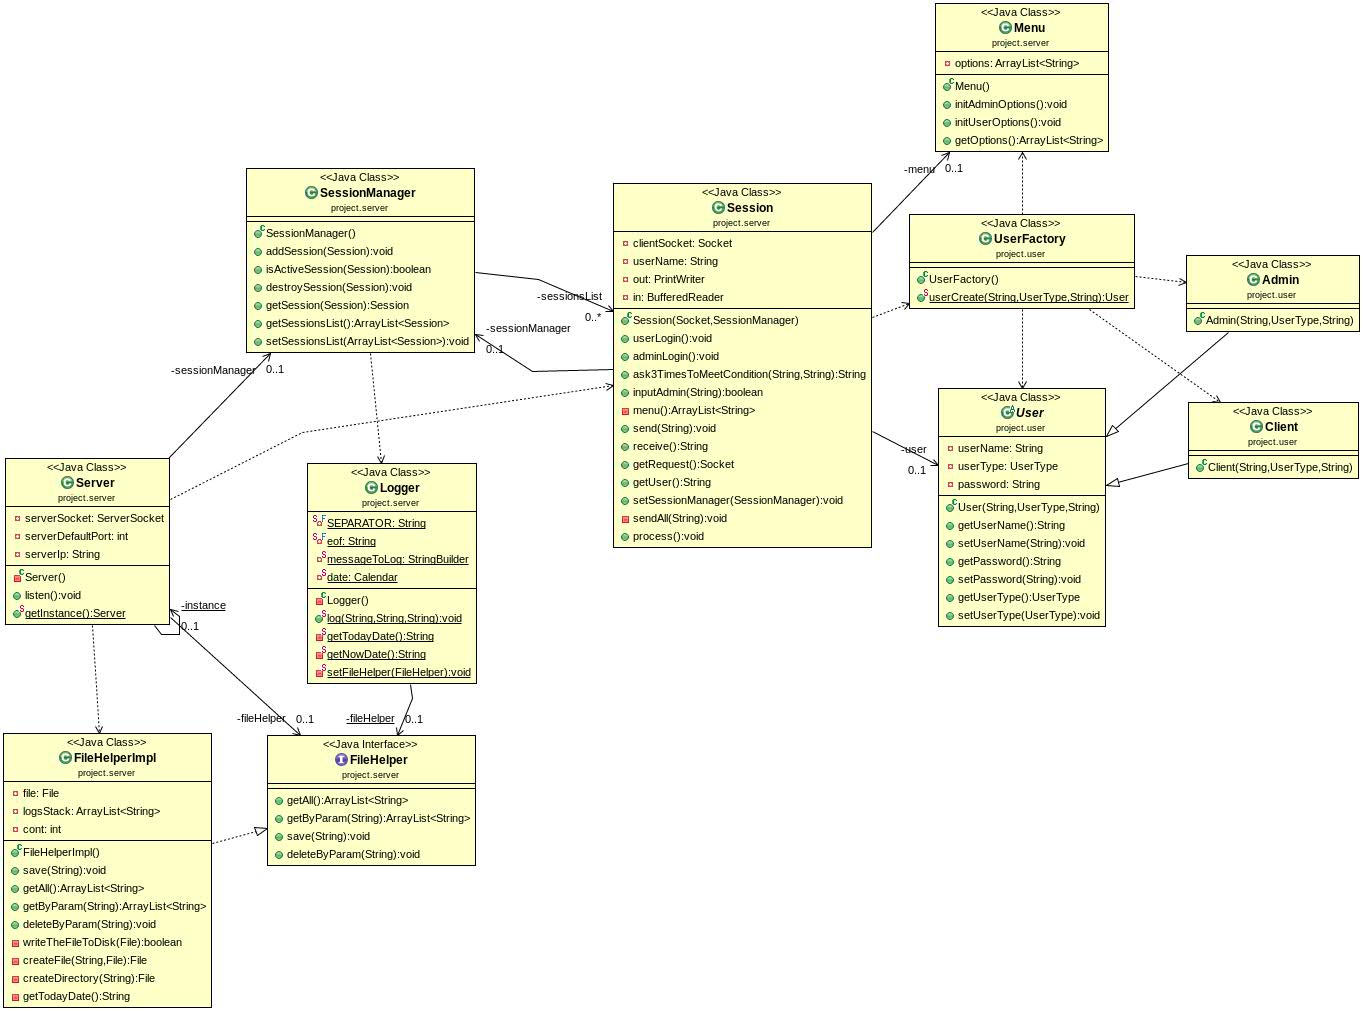 <<Java Class>>
Menu
project.server
options: ArrayList<String>
Menu()
initAdminOptions():void
initUserOptions():void
getOptions():ArrayList<String>
-menu
0..1
<<Java Class>>
SessionManager
project.server
SessionManager()
addSession(Session):void
isActiveSession(Session):boolean
destroySession(Session):void
getSession(Session):Session
getSessionsList():ArrayList<Session>
setSessionsList(ArrayList<Session>):void
-sessionsList
0..*
-sessionManager
0..1
-sessionManager
0..1
<<Java Class>>
Session
project.server
clientSocket: Socket
userName: String
out: PrintWriter
in: BufferedReader
Session(Socket,SessionManager)
userLogin():void
adminLogin():void
ask3TimesToMeetCondition(String,String):String
inputAdmin(String):boolean
menu():ArrayList<String>
send(String):void
receive():String
getRequest():Socket
getUser():String
setSessionManager(SessionManager):void
sendAll(String):void
process():void
<<Java Class>>
UserFactory
project.user
UserFactory()
userCreate(String,UserType,String):User
<<Java Class>>
Admin
project.user
Admin(String,UserType,String)
-user
0..1
<<Java Class>>
User
project.user
userName: String
userType: UserType
password: String
User(String,UserType,String)
getUserName():String
setUserName(String):void
getPassword():String
setPassword(String):void
getUserType():UserType
setUserType(UserType):void
<<Java Class>>
Client
project.user
Client(String,UserType,String)
<<Java Class>>
Server
project.server
serverSocket: ServerSocket
serverDefaultPort: int
serverIp: String
Server()
listen():void
getInstance():Server
-instance
0..1
<<Java Class>>
Logger
project.server
SEPARATOR: String
eof: String
messageToLog: StringBuilder
date: Calendar
Logger()
log(String,String,String):void
getTodayDate():String
getNowDate():String
setFileHelper(FileHelper):void
-fileHelper
0..1
-fileHelper
0..1
<<Java Class>>
FileHelperImpl
project.server
file: File
logsStack: ArrayList<String>
cont: int
FileHelperImpl()
save(String):void
getAll():ArrayList<String>
getByParam(String):ArrayList<String>
deleteByParam(String):void
writeTheFileToDisk(File):boolean
createFile(String,File):File
createDirectory(String):File
getTodayDate():String
<<Java Interface>>
FileHelper
project.server
getAll():ArrayList<String>
getByParam(String):ArrayList<String>
save(String):void
deleteByParam(String):void